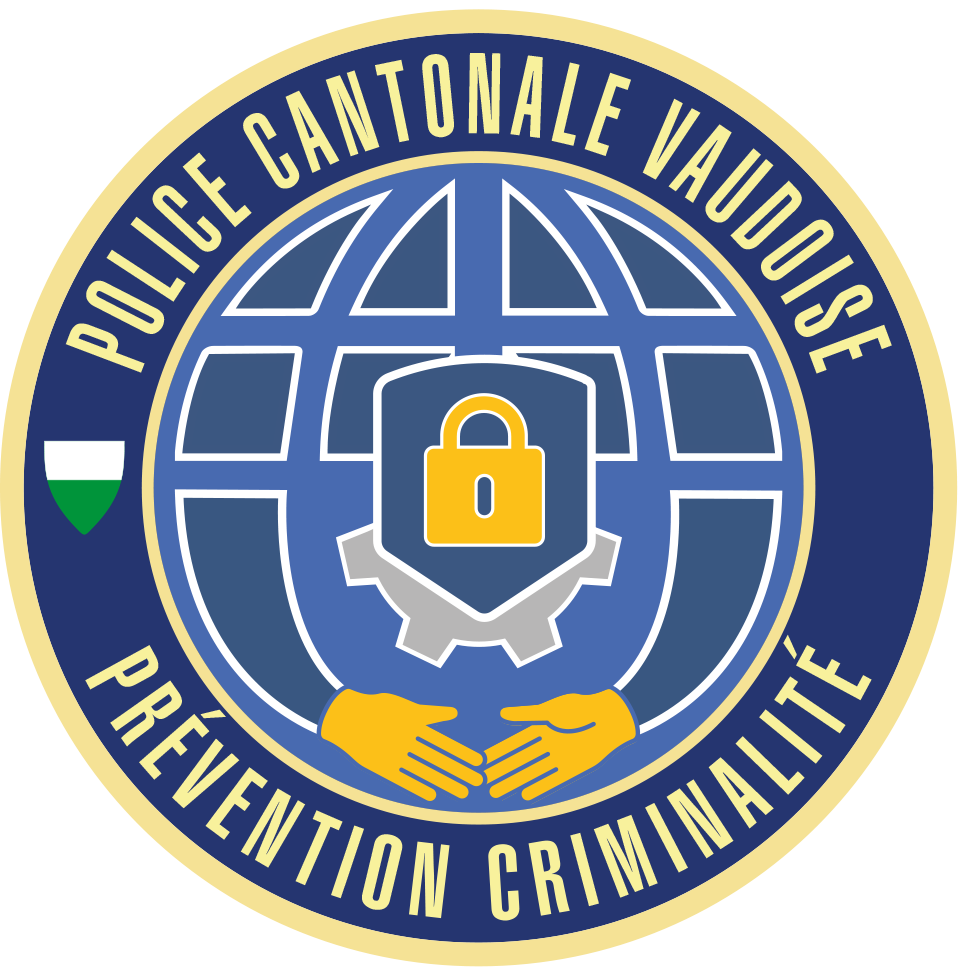 POLICE CANTONALE VAUDOISE
PRÉVENTION CRIMINALITÉ